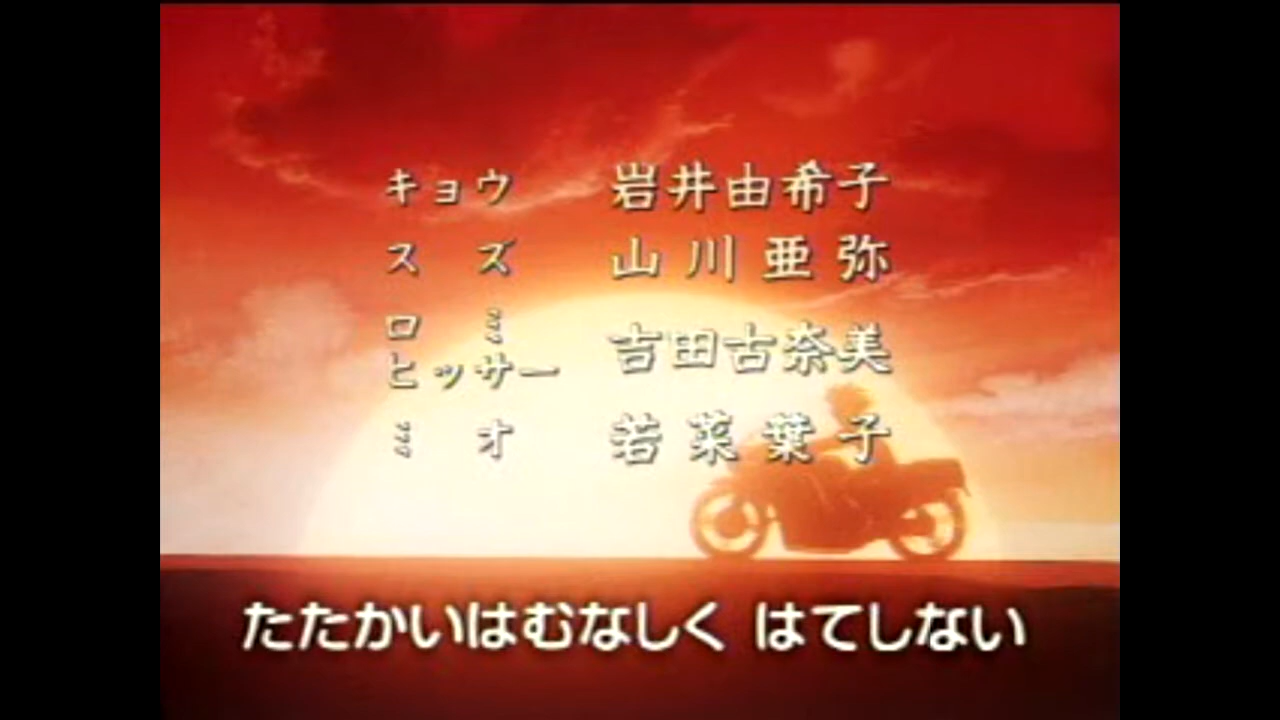 キョウ 岩井由希子
スズ 山川亜弥
ロミ
ヒッサー 吉田古奈美
ミオ 若菜葉子
たたかいはむなしく はてしない